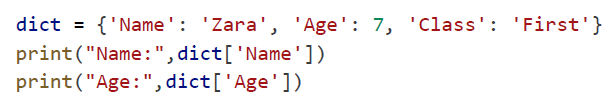 dict = {'Name': 'Zara', 'Age': 7, 'Class': 'First'}
print("Name:",dict['Name'])
print("Age:",dict['Age'])